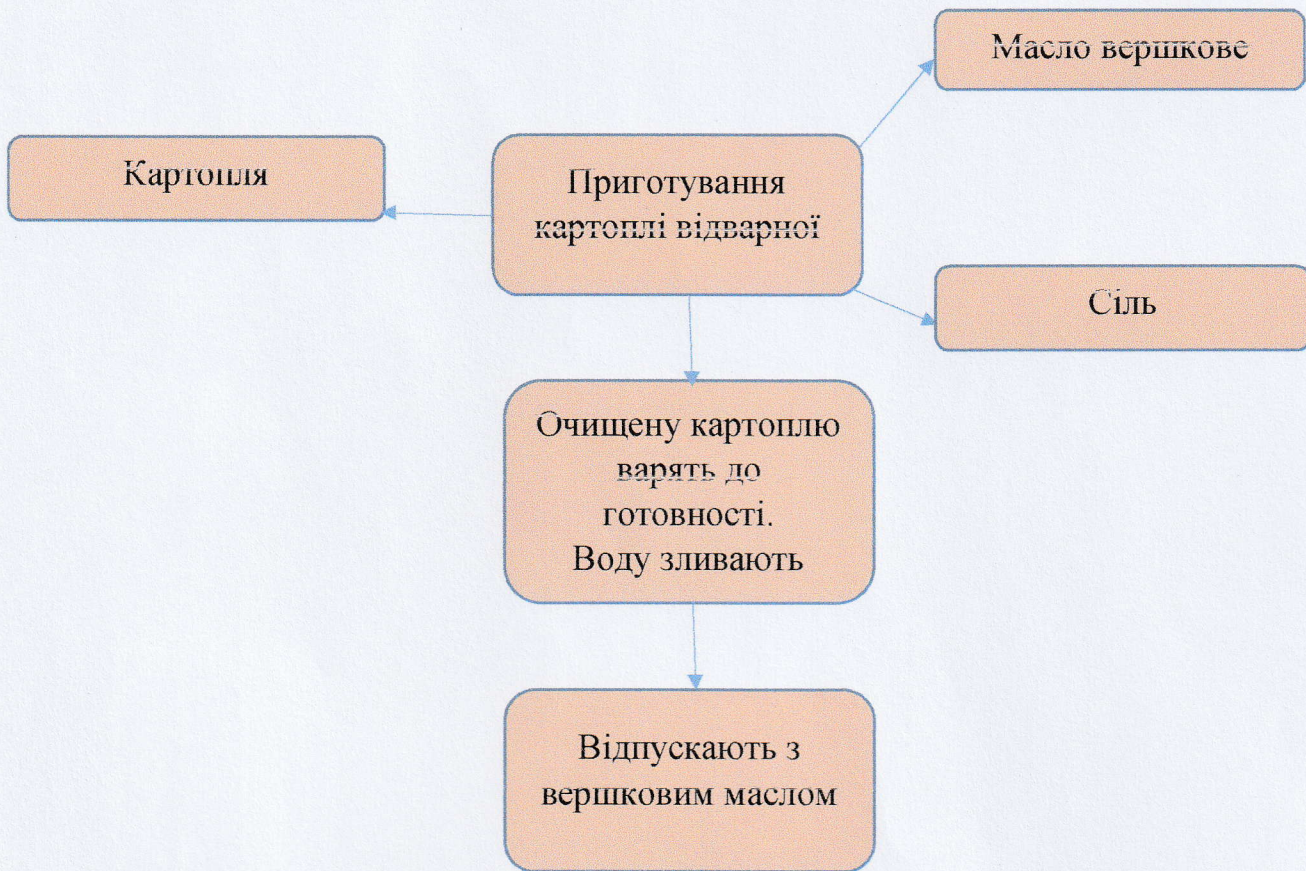 Масло вершкове
Картопля
Приготування
картоплі відварної
Сіль
Очищену картоплю
варять до
готовності.
Воду зливають
Відпускають з
вершковим маслом